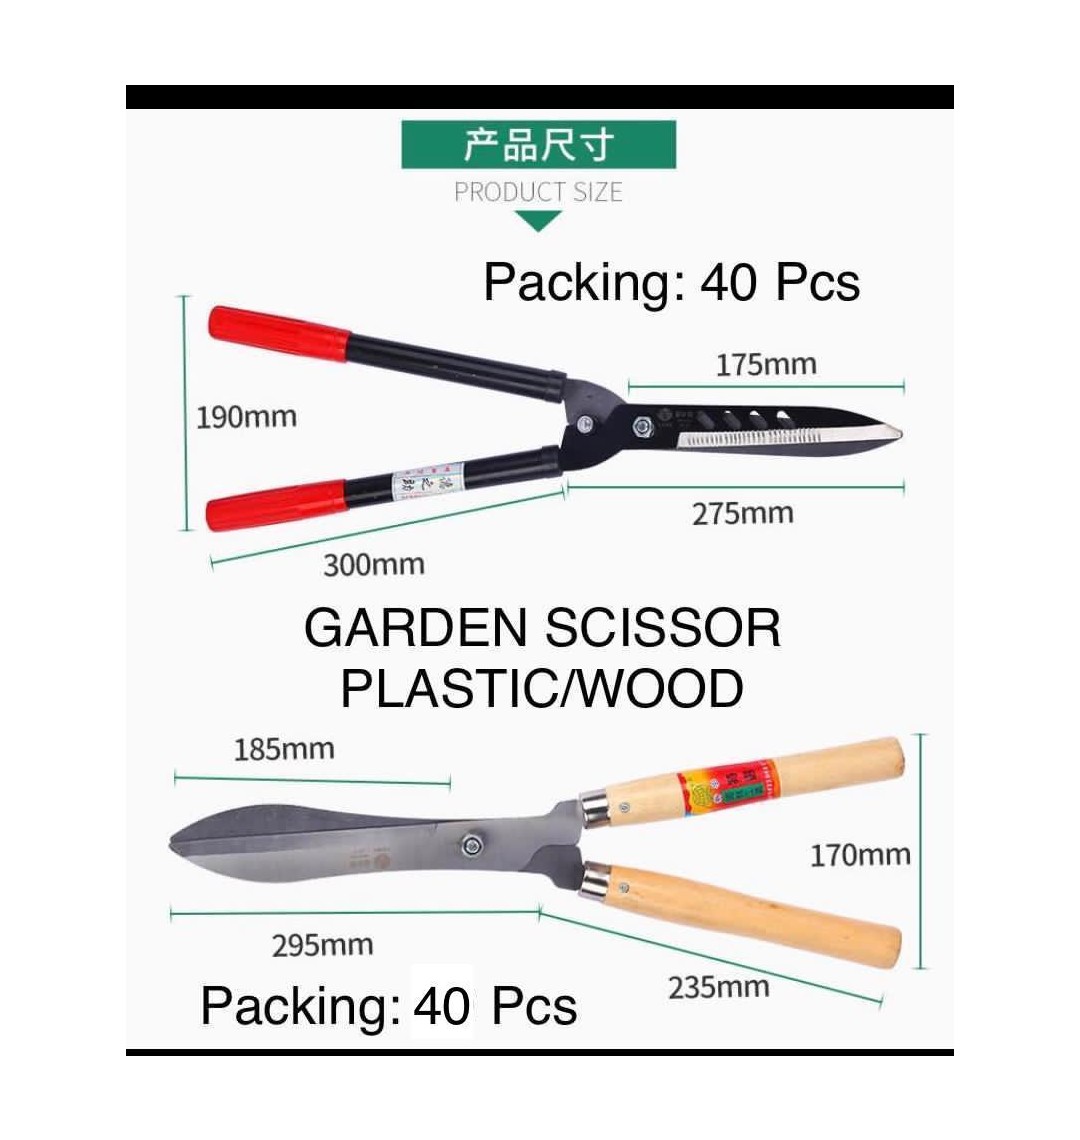 产品尺寸
PRODUCT SIZE
Packing: 40 Pcs
175mm
190mm
275mm
300mm
GARDEN SCISSOR
PLASTIC/WOOD
185mm
170mm
295mm
235mm
Packing: 40 Pcs